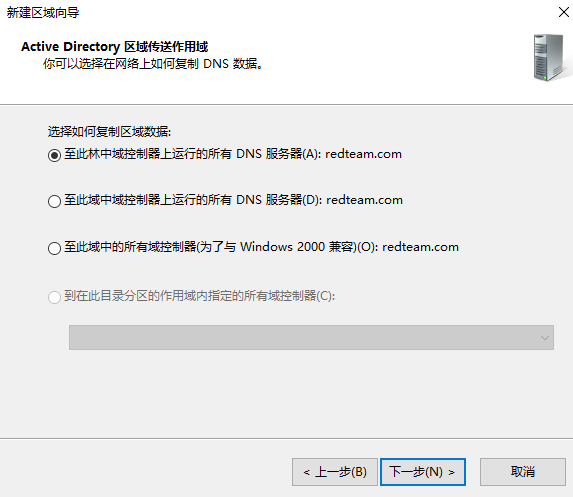 新建区域向导
Active Directory 区域传送作用域
你可以选择在网络上如何复制 DNS 数据。
选择如何复制区域数据:
至此林中域控制器上运行的所有 DNS 服务器(A): redteam.com
至此域中域控制器上运行的所有 DNS 服务器(D): redteam.com
至此域中的所有域控制器(为了与 Windows 2000 兼容)(O): redteam.com
到在此目录分区的作用域内指定的所有域控制器(C):
< 上一步(B) 下一步(N) > 取消